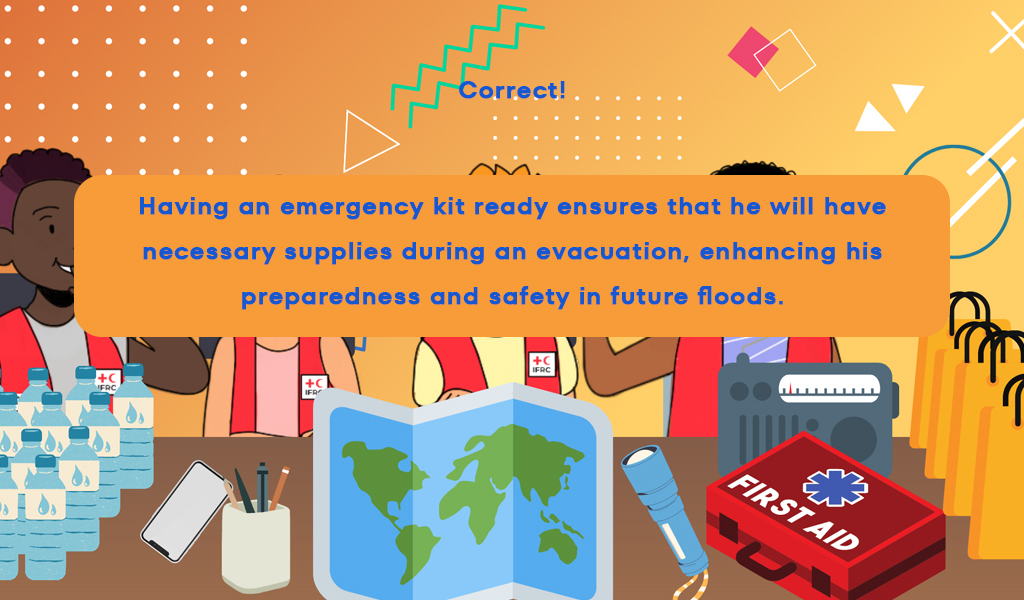 Correct!
Having an emergency kit ready ensures that he will have
necessary supplies during an evacuation, enhancing his
preparedness and safety in future floods.
IFRC
IFRC
IFRC
FIRST AID